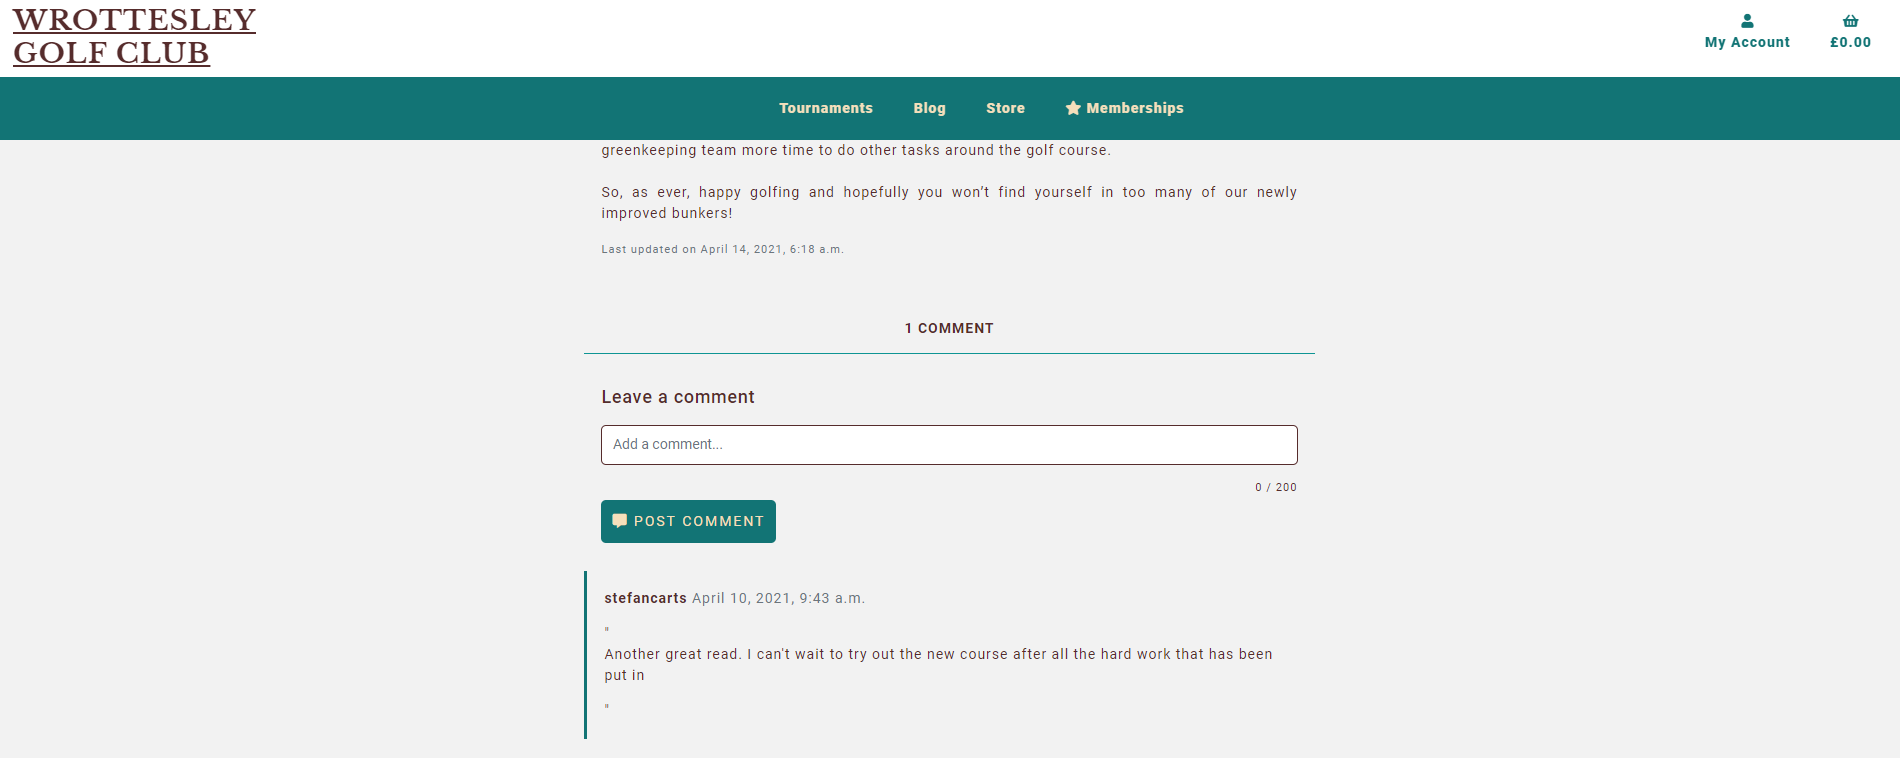 WROTTESLEY
GOLF CLUB
My Account
£0.00
Tournaments Blog Store Memberships
greenkeeping team more time to do other tasks around the golf course.
So, as ever, happy golfing and hopefully you won’t find yourself in too many of our newly
improved bunkers!
Last updated on April 14, 2021, 6:18 a.m.
1 COMMENT
Leave a comment
Add a comment...
0 / 200
POST COMMENT
stefancarts April 10, 2021, 9:43 a.m.
"
Another great read. I can't wait to try out the new course after all the hard work that has been
put in
"